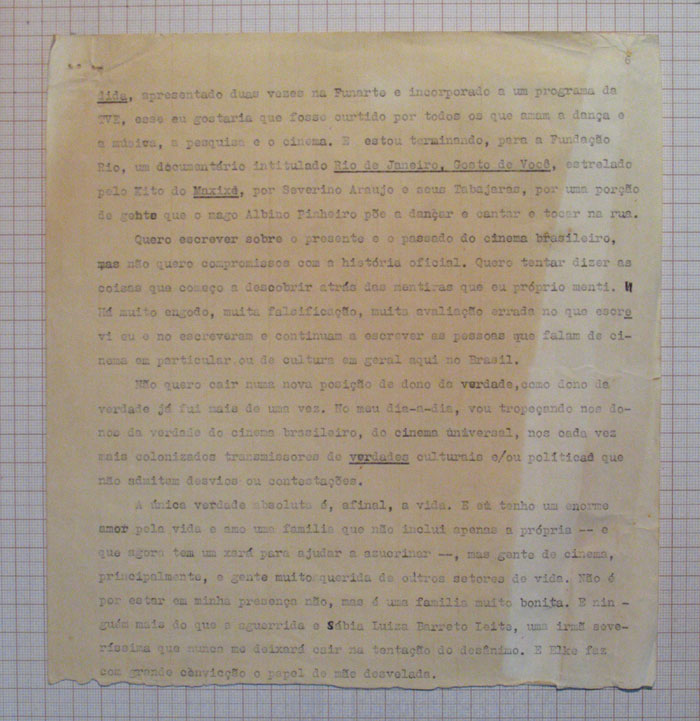 dida, apresentado duas vezes na Funarte e incorporado a um programa da
TVE, esse eu gostaria que fosse curtido por todos os que amam a dança e
a música, a pesquisa e o cinema. E estou terminando, para a Fundação
Rio, um documentário intitulado Rio de Janeiro, Gosto de Você, estrelado
pelo Kito do Maxixe, por Severino Araujo e seus Tabajaras, por uma porção
de gente que o mago Albino Pinheiro põe a dançar e cantar e tocar na rua.
Quero escrever sobre o presente e o passado do cinema brasileiro,
mas não quero compromissos com a história oficial. Quero tentar dizer as
coisas que começo a descobrir atrás das mentiras que eu próprio menti.
Há muito engodo, muita falsificação, muita avaliação errada no que escre
vi eu e no escreveram e continuam a escrever as pessoas que falam de ci-
nema em particular ou de cultura em geral aqui no Brasil.
Não quero cair numa nova posição de dono da verdade, como dono da
verdade já fui mais de uma vez. No meu dia-a-dia, vou tropeçando nos do-
nos da verdade do cinema brasileiro, do cinema universal, nos cada vez
mais colonizados transmissores de verdades culturais e/ou políticas que
não admitem desvios ou contestações.
A única verdade absoluta é, afinal, a vida. E eu tenho um enorme
amor pela vida e amo uma família que não inclui apenas a própria -- e
que agora tem um xará para ajudar a azucrinar --, mas gente de cinema,
principalmente, e gente muito querida de outros setores de vida. Não é
por estar em minha presença não, mas é uma família muito bonita. E nin -
guém mais do que a aguerrida e Sábia Luiza Barreto Leite, uma irmã seve-
ríssima que nunca me deixará cair na tentação do desânimo. E Elke faz
com grande cònvicção o papel de mãe desvelada.